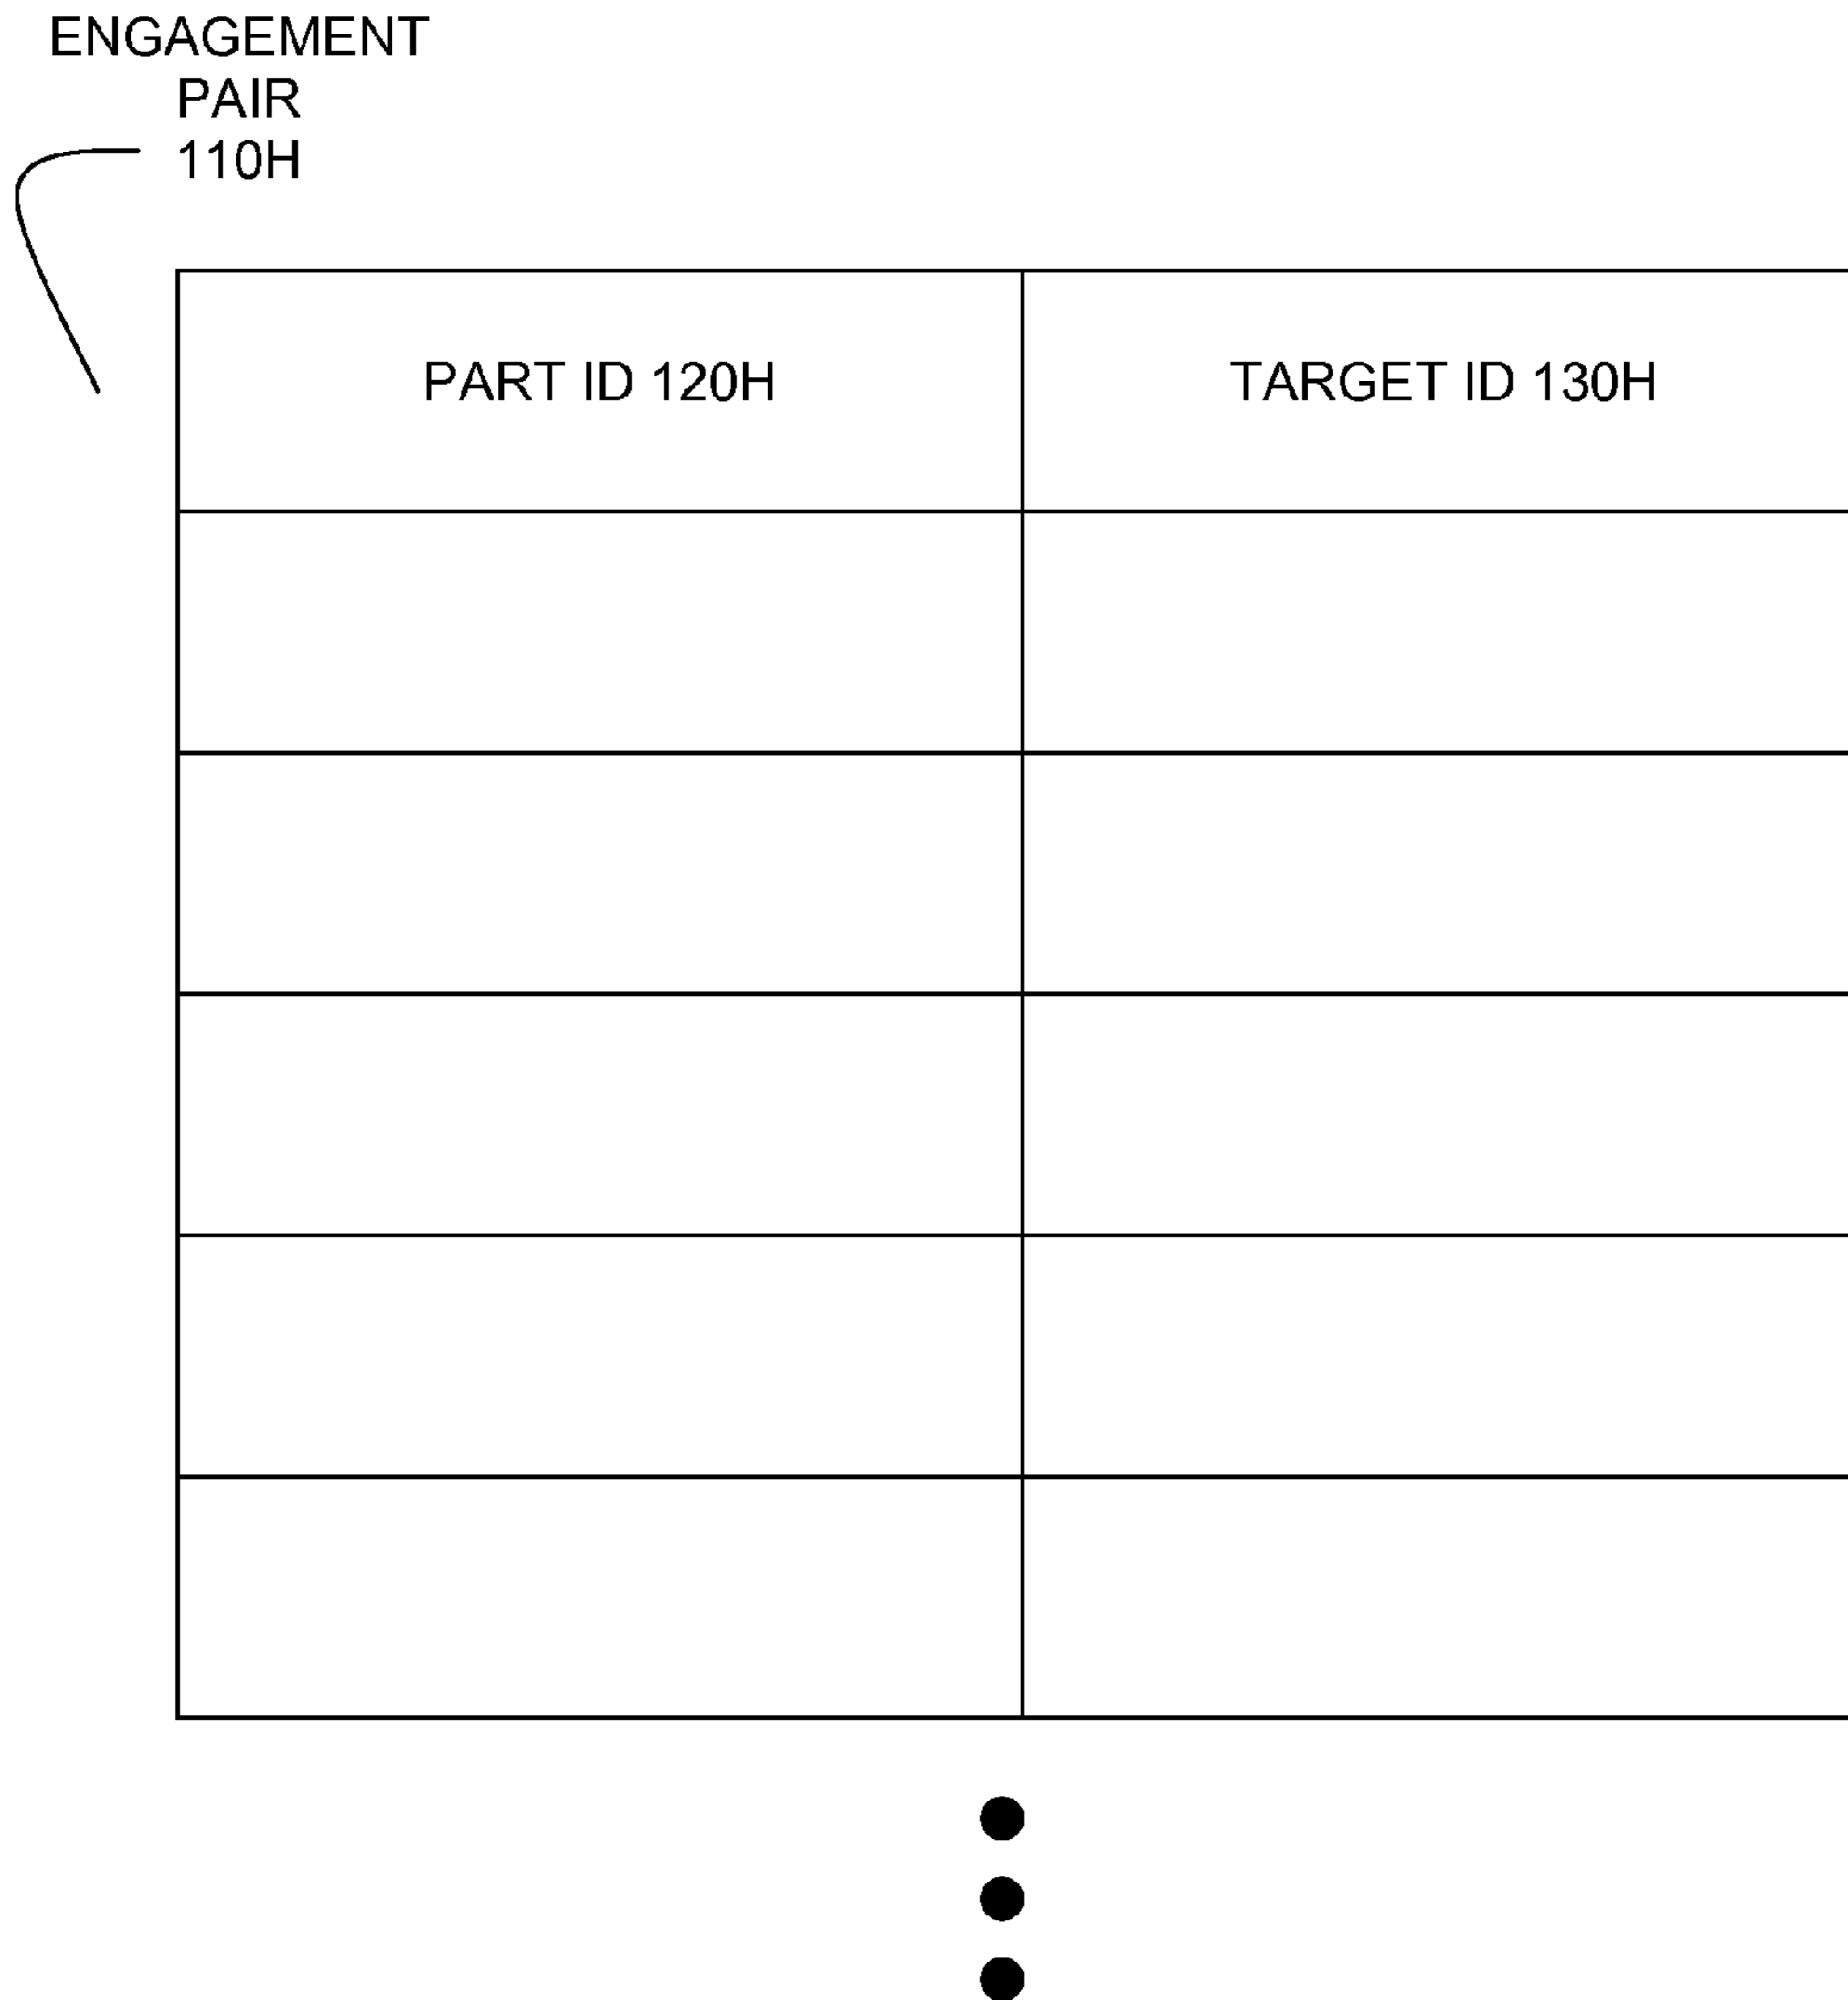 ENGAGEMENT
PAIR
110H
PART ID 120H
TARGET ID 130H